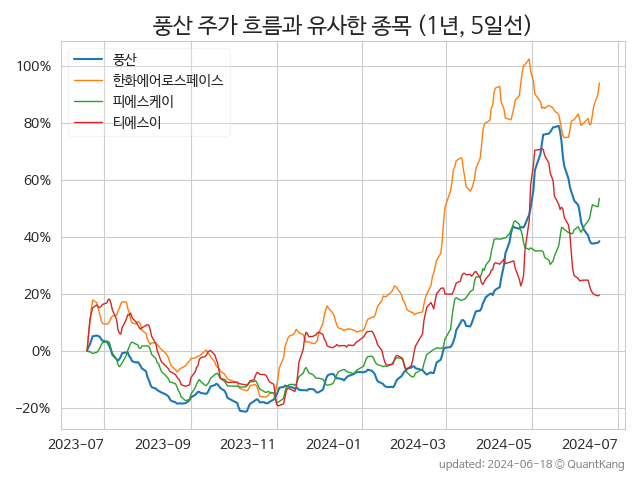 풍산 주가 흐름과 유사한 종목 (1년, 5일선)
풍산
한화에어로스페이스
피에스케이
티에스이
100%
80%
60%
40%
20%
0%
−20%
2023-07 2023-09 2023-11 2024-01 2024-03 2024-05 2024-07
updated: 2024-06-18 © QuantKang